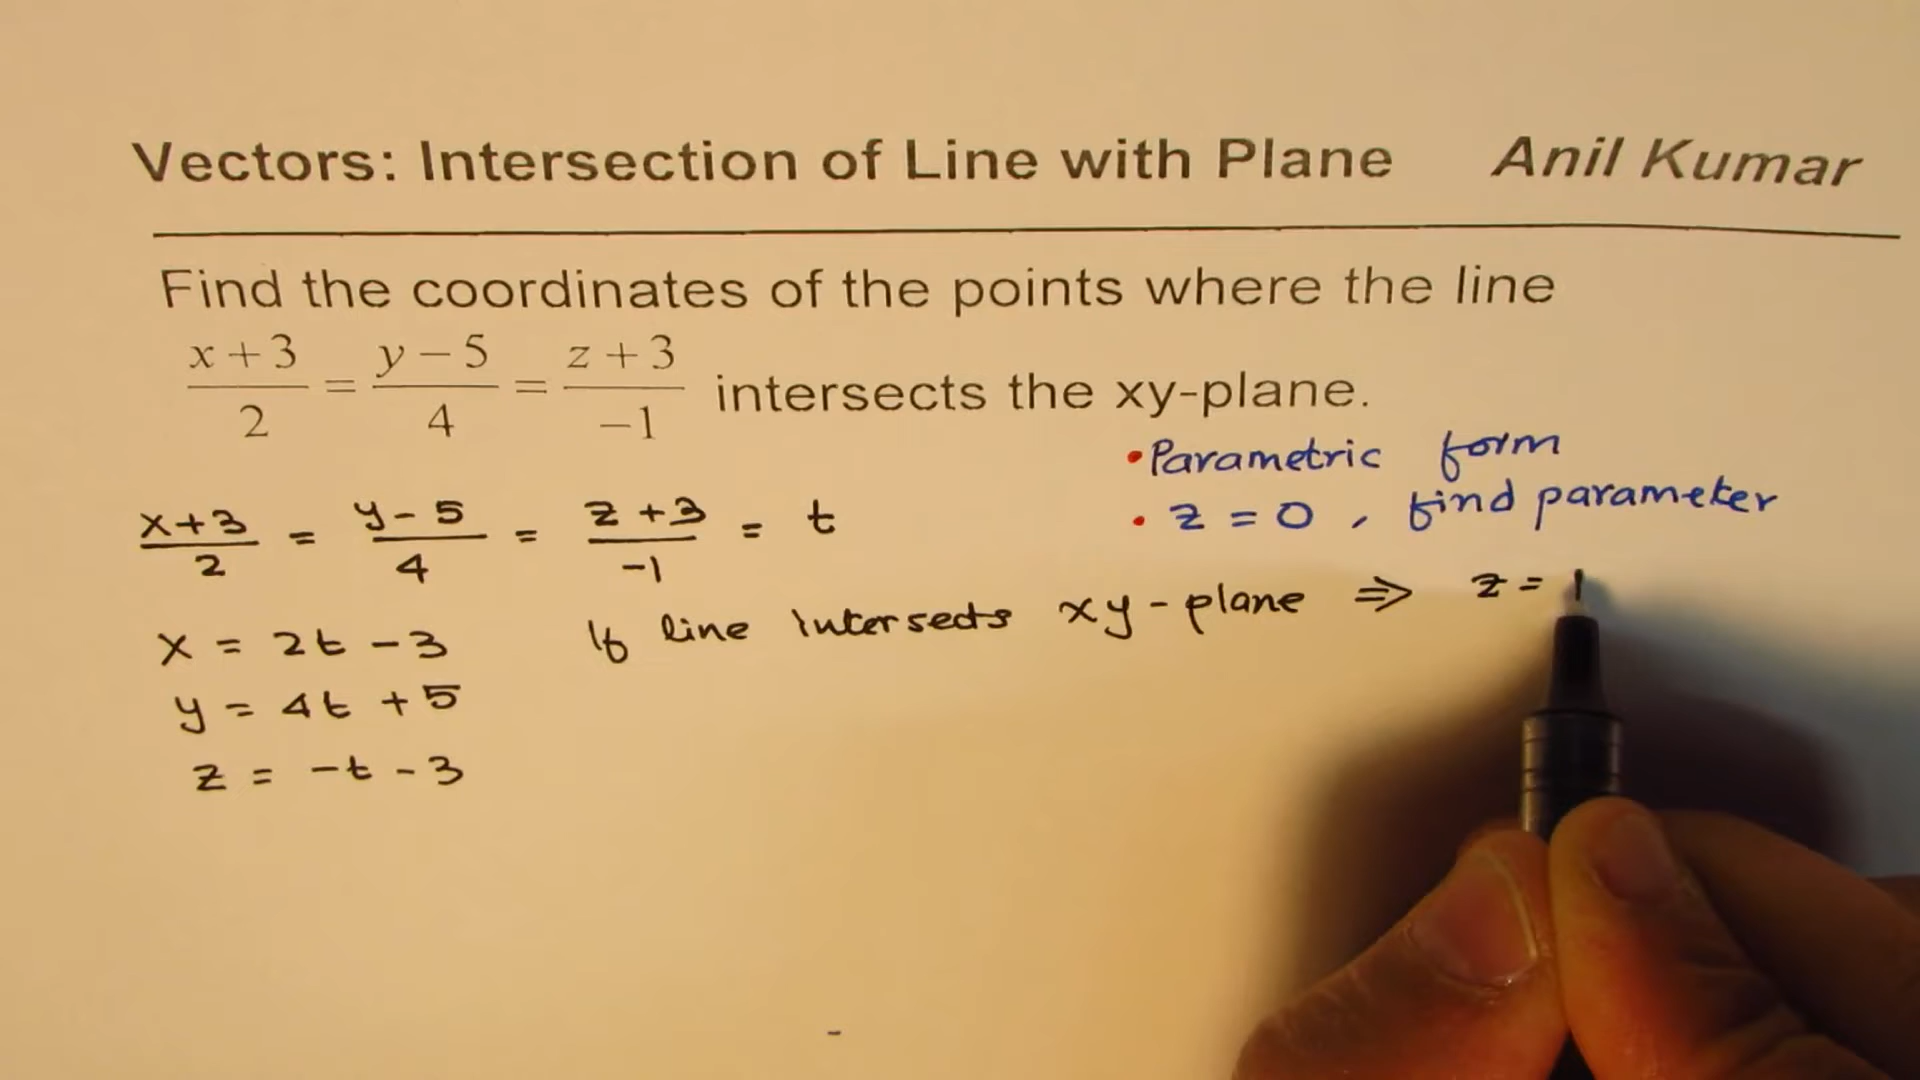 Vectors: Intersection of Line with Plane Anil Kumar
Find the coordinates of the points where the line
x + 3 / 2 = y − 5 / 4 = z + 3 / −1 intersects the xy-plane.
• Parametric form
• z = 0 , find parameter
x+3 / 2 = y - 5 / 4 = z +3 / -1 = t
If line intersects xy-plane ⇒ z =
x = 2t - 3
y = 4t + 5
z = -t - 3